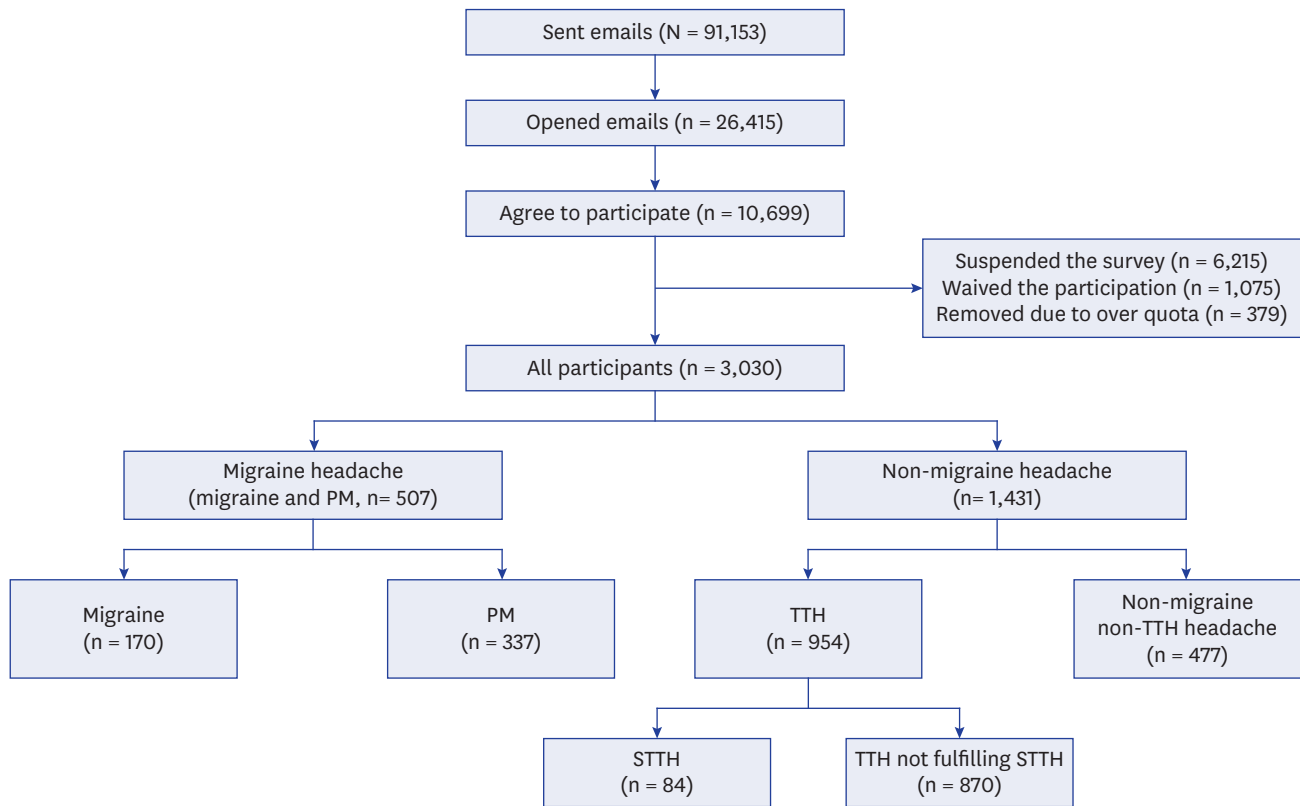 Sent emails (N = 91,153)
Opened emails (n = 26,415)
Agree to participate (n = 10,699)
Suspended the survey (n = 6,215)
Waived the participation (n = 1,075)
Removed due to over quota (n = 379)
All participants (n = 3,030)
Migraine headache
(migraine and PM, n= 507)
Non-migraine headache
(n= 1,431)
Migraine
(n = 170)
PM
(n = 337)
TTH
(n = 954)
Non-migraine
non-TTH headache
(n = 477)
STTH
(n = 84)
TTH not fulfilling STTH
(n = 870)